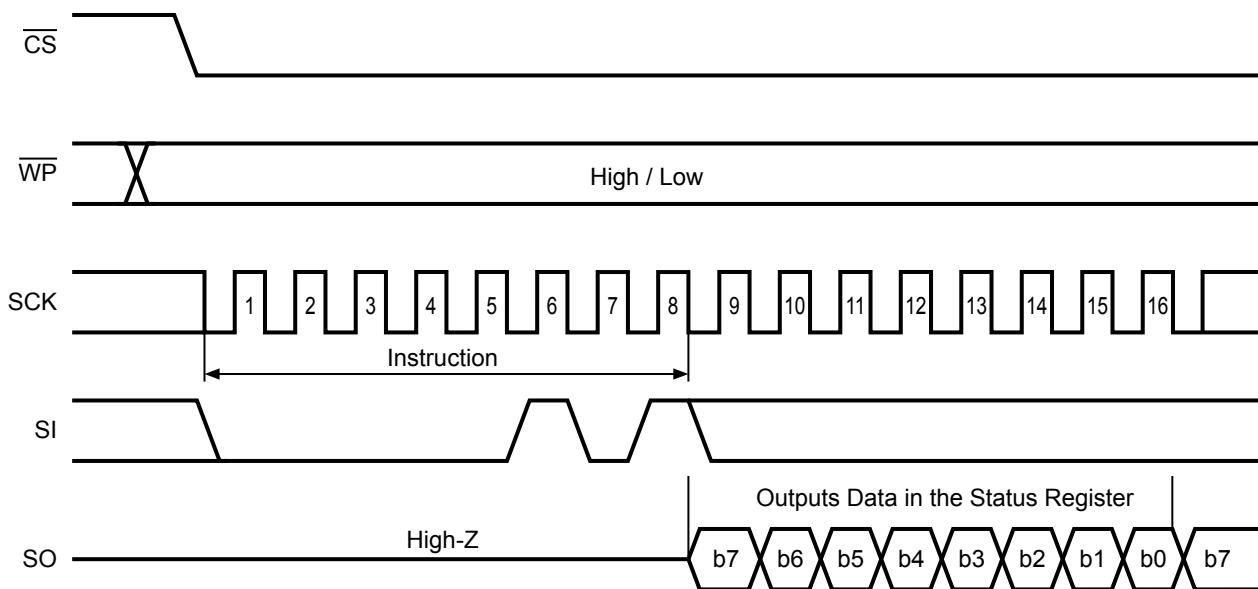 CS
WP
High / Low
SCK
1 2 3 4 5 6 7 8 9 10 11 12 13 14 15 16
Instruction
SI
Outputs Data in the Status Register
High-Z
SO
b7 b6 b5 b4 b3 b2 b1 b0 b7